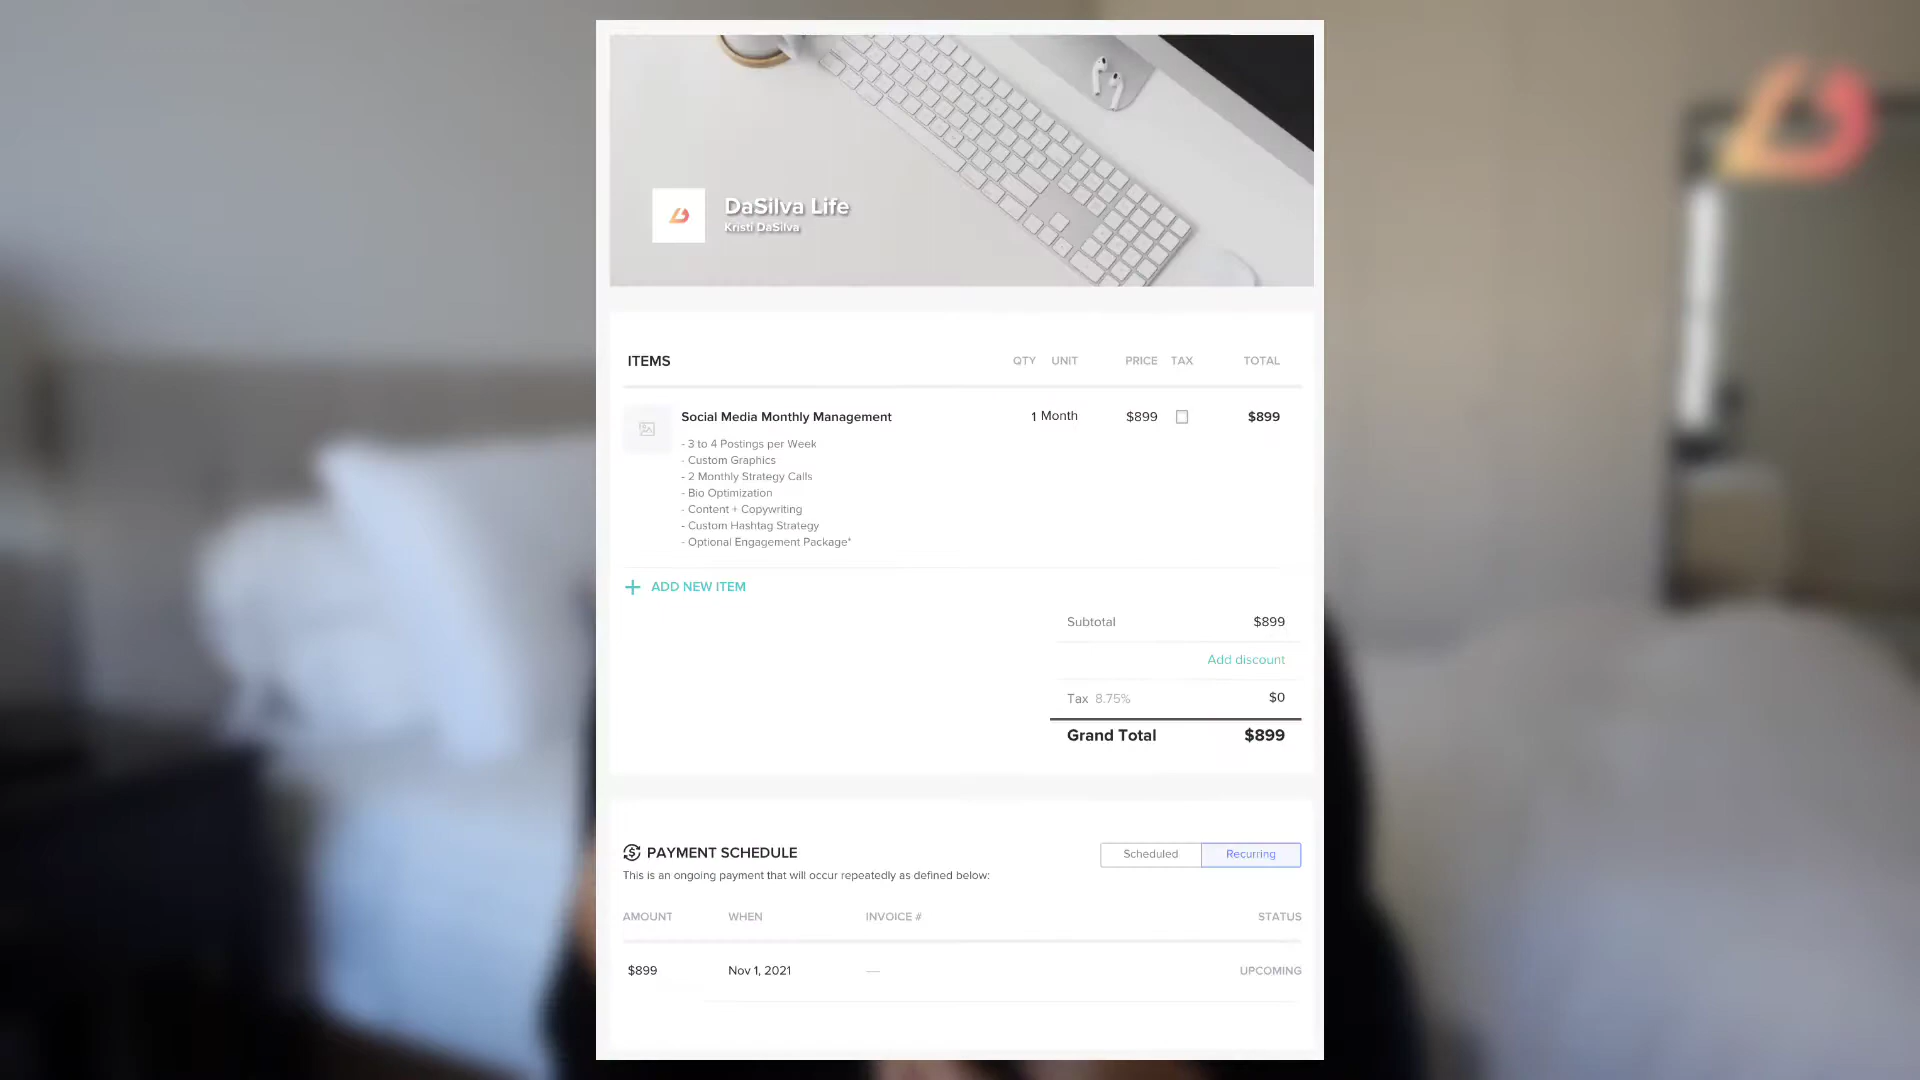 DaSilva Life
Kristi DaSilva
ITEMS QTY UNIT PRICE TAX TOTAL
Social Media Monthly Management 1 Month $899 $899
- 3 to 4 Postings per Week
- Custom Graphics
- 2 Monthly Strategy Calls
- Bio Optimization
- Content + Copywriting
- Custom Hashtag Strategy
- Optional Engagement Package*
+ ADD NEW ITEM
Subtotal $899
Add discount
Tax 8.75% $0
Grand Total $899
PAYMENT SCHEDULE Scheduled Recurring
This is an ongoing payment that will occur repeatedly as defined below:
AMOUNT WHEN INVOICE # STATUS
$899 Nov 1, 2021 — UPCOMING